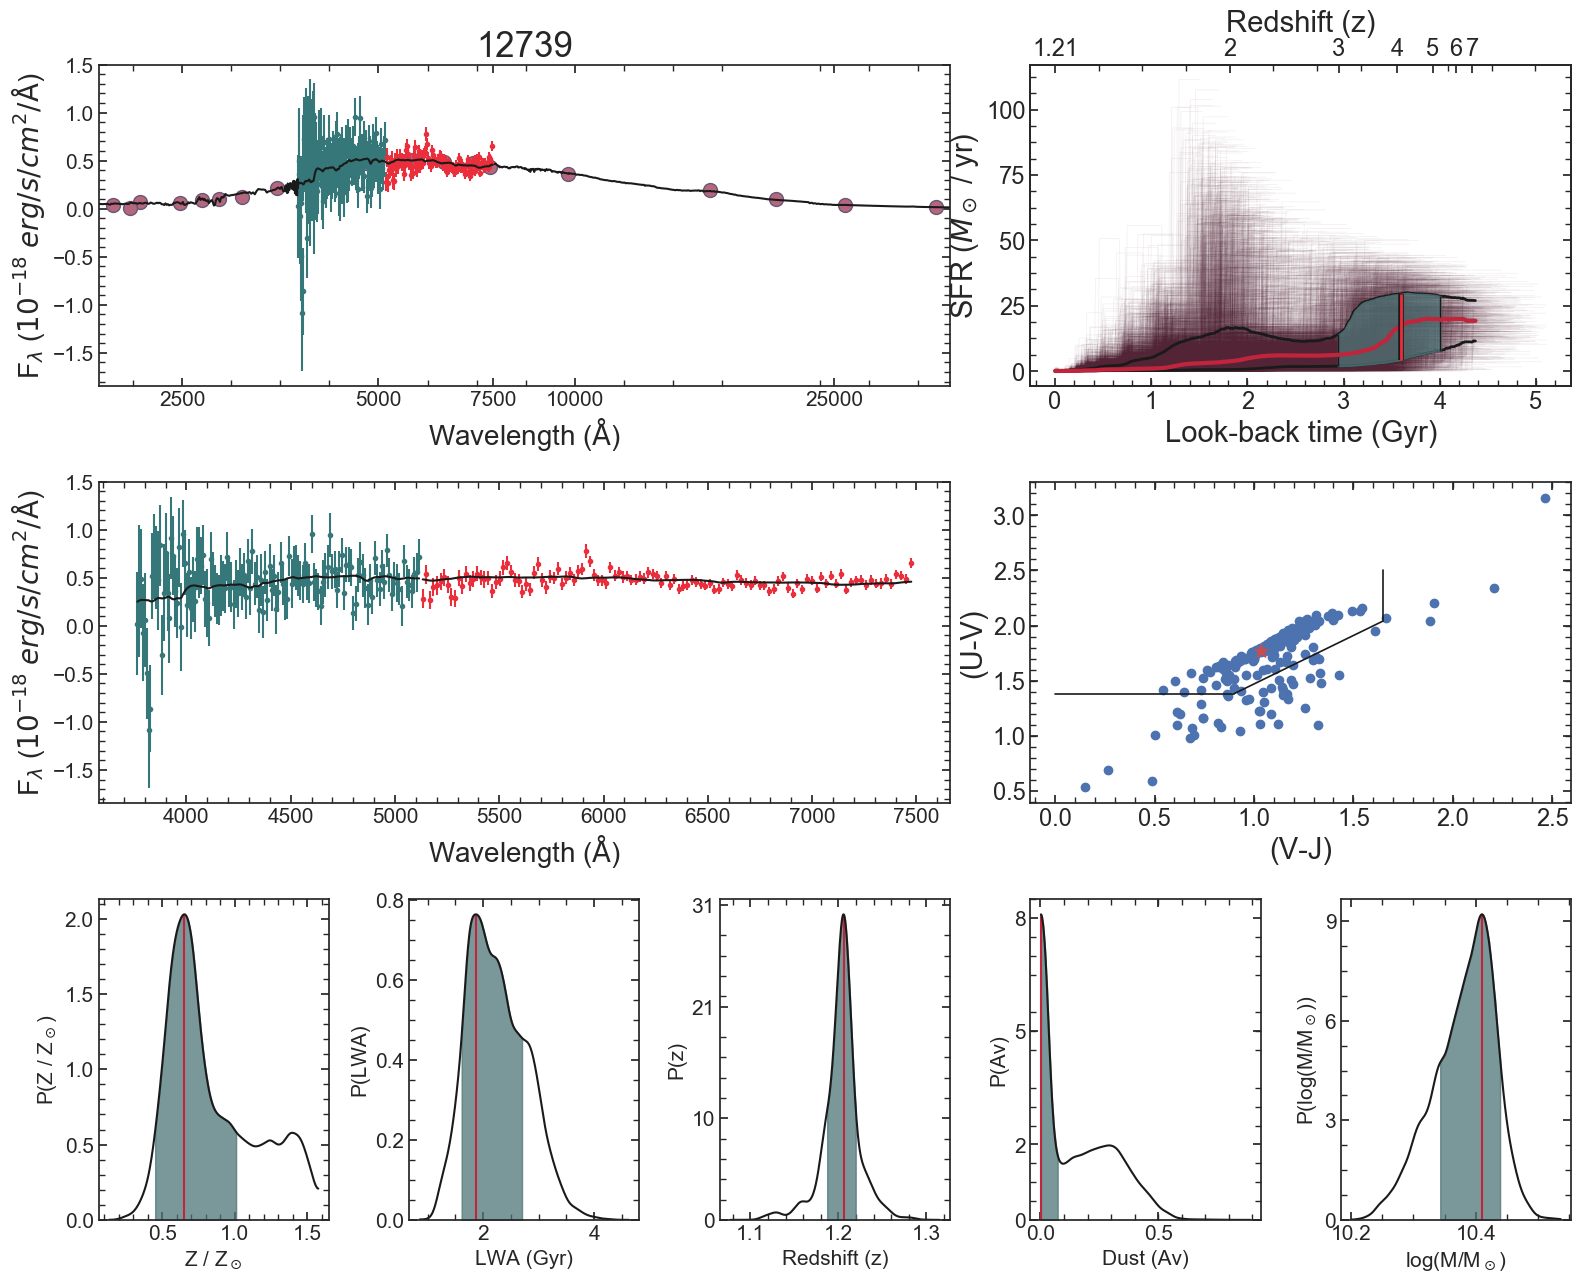 12739
1.5
1.0
0.5
0.0
−0.5
−1.0
−1.5
F_λ (10^−18 erg/s/cm^2/Å)
2500 5000 7500 10000 25000
Wavelength (Å)
Redshift (z)
1.21 2 3 4 5 6 7
100
75
50
25
0
SFR (M_⊙ / yr)
0 1 2 3 4 5
Look-back time (Gyr)
1.5
1.0
0.5
0.0
−0.5
−1.0
−1.5
F_λ (10^−18 erg/s/cm^2/Å)
4000 4500 5000 5500 6000 6500 7000 7500
Wavelength (Å)
3.0
2.5
2.0
1.5
1.0
0.5
(U-V)
0.0 0.5 1.0 1.5 2.0 2.5
(V-J)
2.0
1.5
1.0
0.5
0.0
P(Z / Z_⊙)
0.5 1.0 1.5
Z / Z_⊙
0.8
0.6
0.4
0.2
0.0
P(LWA)
2 4
LWA (Gyr)
31
21
10
0
P(z)
1.1 1.2 1.3
Redshift (z)
8
5
2
0
P(Av)
0.0 0.5
Dust (Av)
9
6
3
0
P(log(M/M_⊙))
10.2 10.4
log(M/M_⊙)